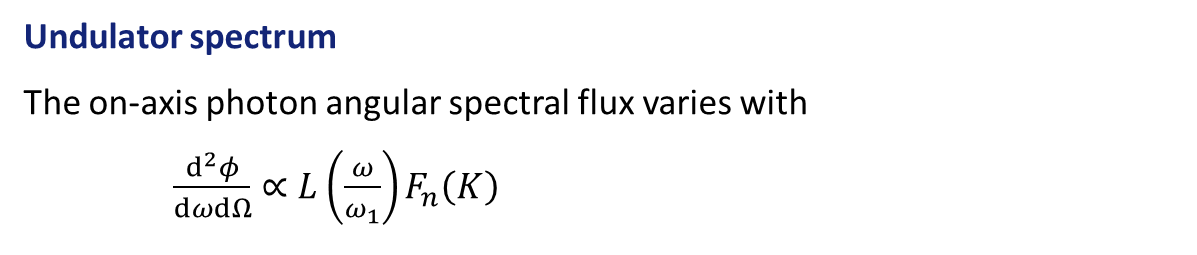 Undulator spectrum
The on-axis photon angular spectral flux varies with
d²𝜙/d𝜔dΩ ∝ 𝐿(𝜔/𝜔₁)𝐹ₙ(𝐾)